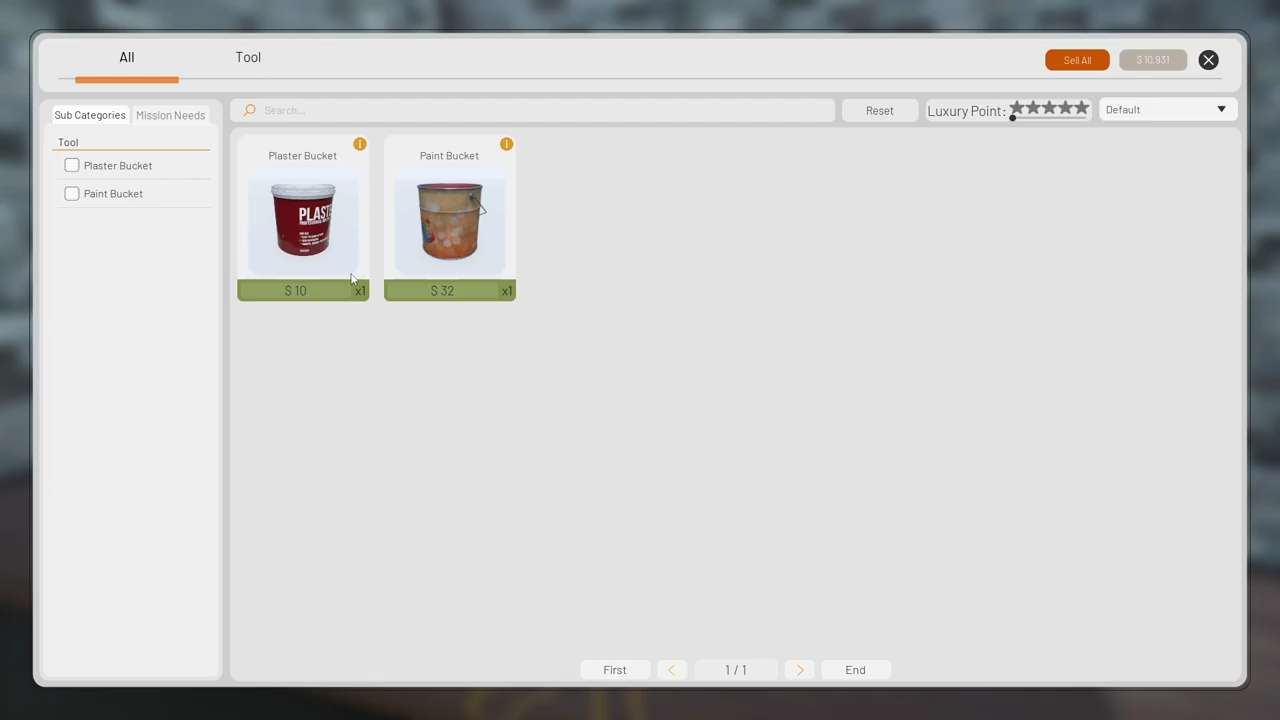 All
Tool
Sell All
$ 10,931
Sub Categories
Mission Needs
Search...
Reset
Luxury Point:
Default
Tool
Plaster Bucket
Paint Bucket
Plaster Bucket
Paint Bucket
$ 10
x1
$ 32
x1
First
1 / 1
End